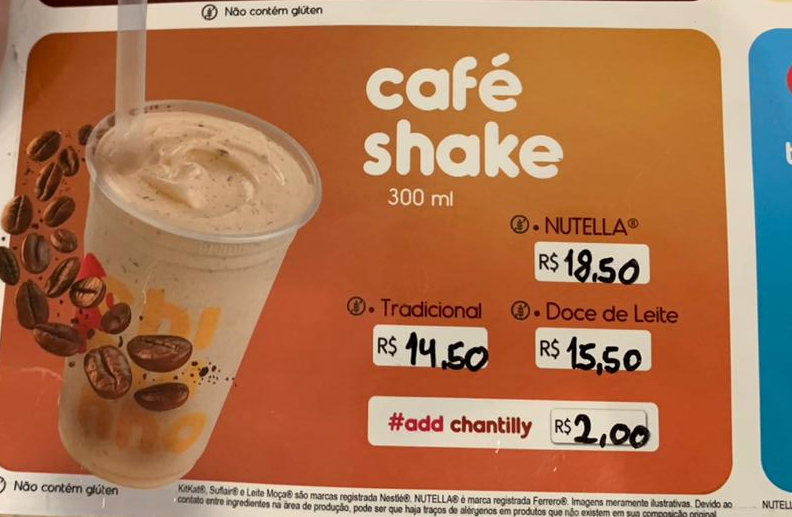 Não contém glúten
café
shake
300 ml
• NUTELLA®
R$ 18,50
• Tradicional
R$ 14,50
• Doce de Leite
R$ 15,50
#add chantilly R$ 2,00
Não contém glúten
KitKat®, Suflair® e Leite Moça® são marcas registrada Nestlé®. NUTELLA® é marca registrada Ferrero®. Imagens meramente ilustrativas. Devido ao
contato entre ingredientes na área de produção, pode ser que haja traços de alérgenos em produtos que não existem em sua composição original.